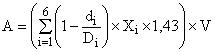 A = ( ∑_{i=1}^{6} (1 − d_i/D_i) × X_i × 1,43 ) × V